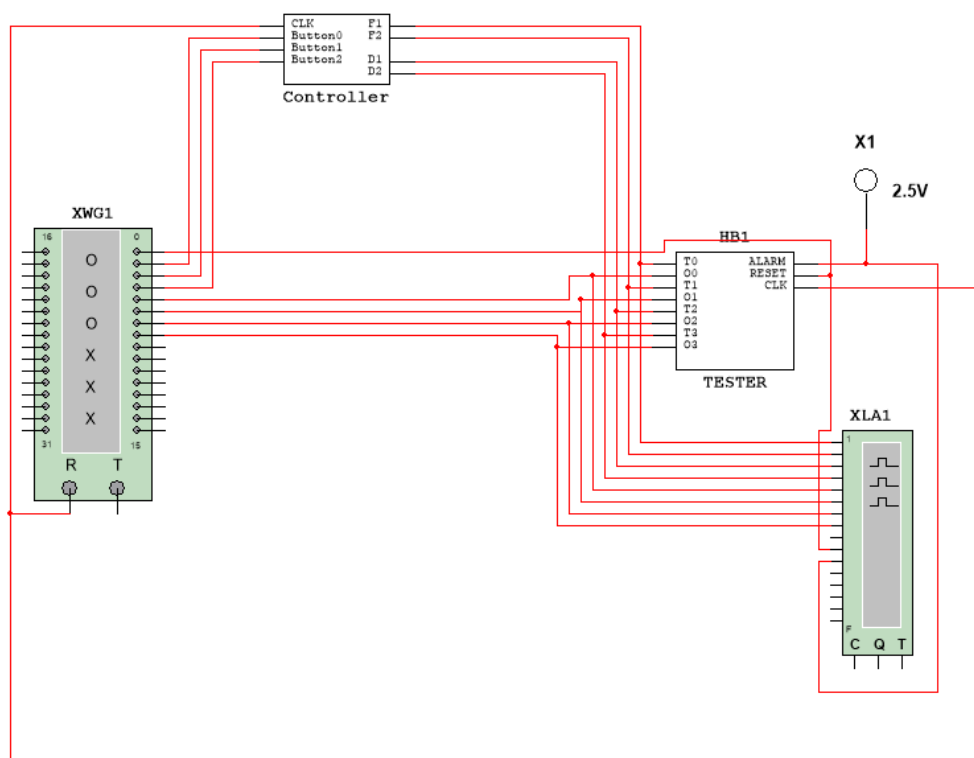 CLK F1
Button0 F2
Button1
Button2 D1
D2
Controller
X1
2.5V
XWG1
16 0
O
O
O
X
X
X
31 15
R T
HB1
T0 ALARM
O0 RESET
T1 CLK
O1
T2
O2
T3
O3
TESTER
XLA1
1
F
C Q T